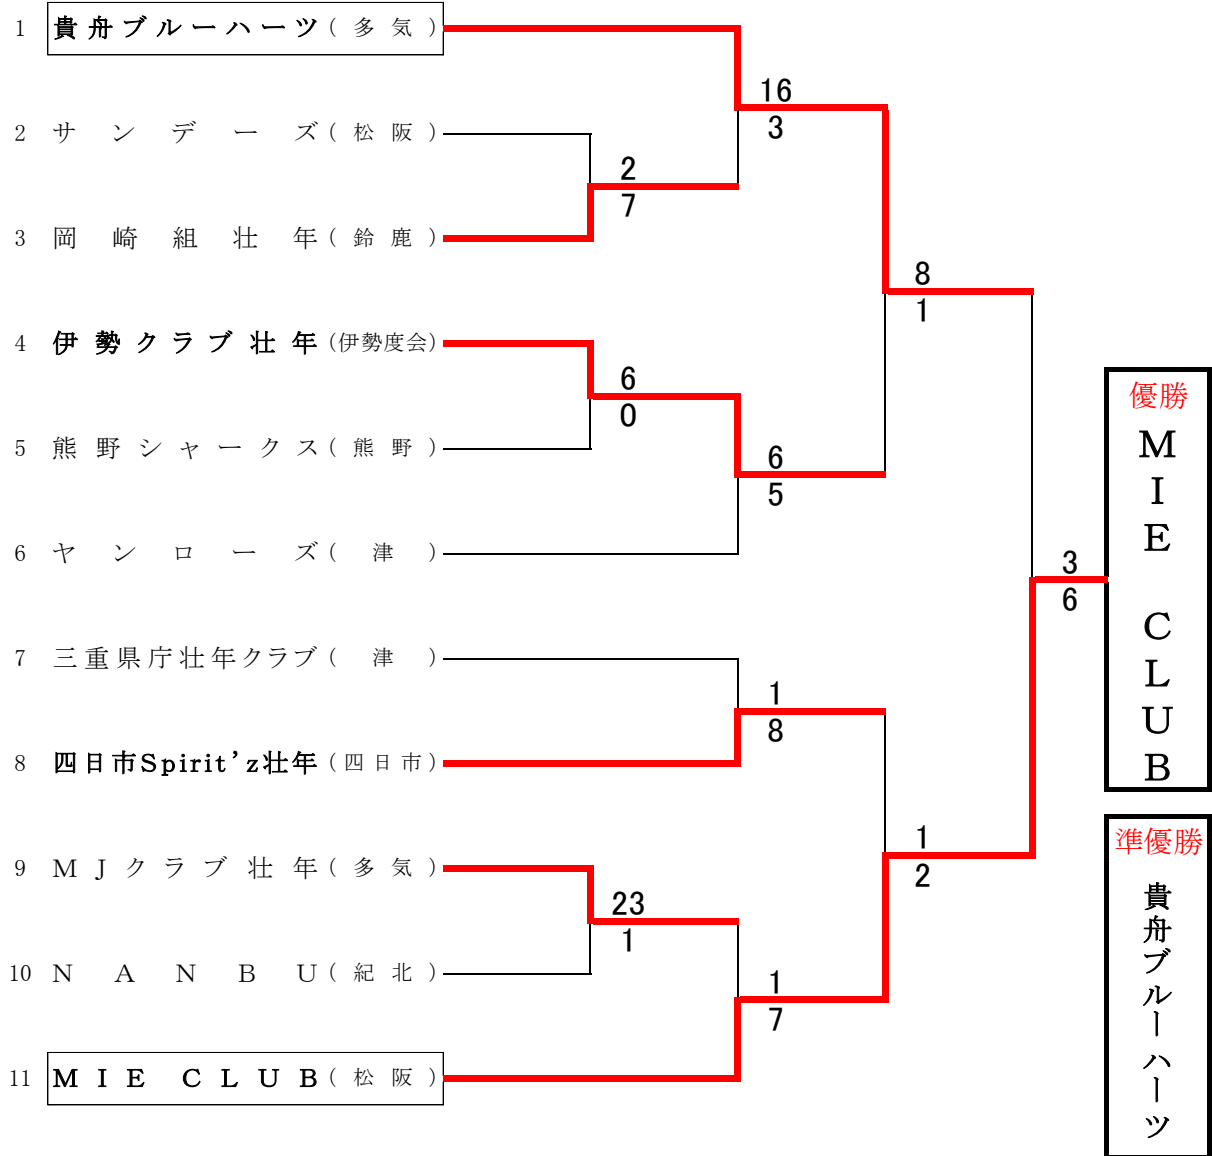 1 貴舟ブルーハーツ(多気)
2 サンデーズ(松阪)
3 岡崎組壮年(鈴鹿)
4 伊勢クラブ壮年(伊勢度会)
5 熊野シャークス(熊野)
6 ヤンローズ(津)
7 三重県庁壮年クラブ(津)
8 四日市Spirit’z壮年(四日市)
9 MJクラブ壮年(多気)
10 NANBU(紀北)
11 MIE CLUB(松阪)
2
7
6
0
23
1
16
3
6
5
1
8
1
7
8
1
1
2
3
6
優勝
MIE CLUB
準優勝
貴舟ブルーハーツ